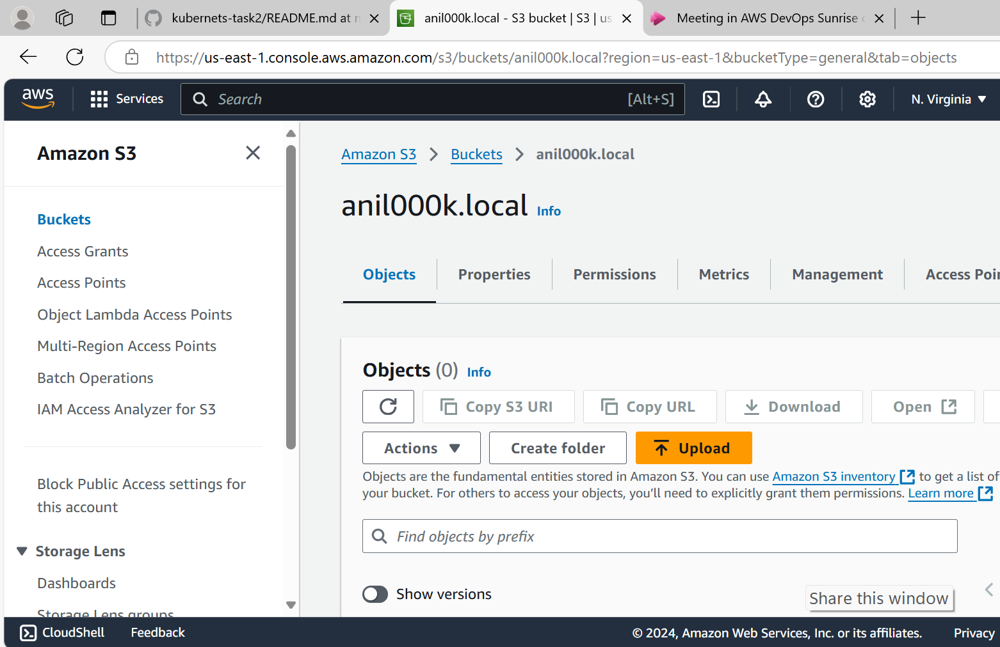 kubernets-task2/README.md at
anil000k.local - S3 bucket | S3 | us
Meeting in AWS DevOps Sunrise
https://us-east-1.console.aws.amazon.com/s3/buckets/anil000k.local?region=us-east-1&bucketType=general&tab=objects
aws
Services
Search
[Alt+S]
N. Virginia
Amazon S3
Amazon S3 > Buckets > anil000k.local
anil000k.local Info
Buckets
Access Grants
Access Points
Object Lambda Access Points
Multi-Region Access Points
Batch Operations
IAM Access Analyzer for S3
Block Public Access settings for
this account
Storage Lens
Dashboards
Storage Lens groups
Objects
Properties
Permissions
Metrics
Management
Access Poin
Objects (0) Info
Copy S3 URI
Copy URL
Download
Open
Actions
Create folder
Upload
Objects are the fundamental entities stored in Amazon S3. You can use Amazon S3 inventory to get a list of
your bucket. For others to access your objects, you’ll need to explicitly grant them permissions. Learn more
Find objects by prefix
Show versions
Share this window
CloudShell
Feedback
© 2024, Amazon Web Services, Inc. or its affiliates.
Privacy